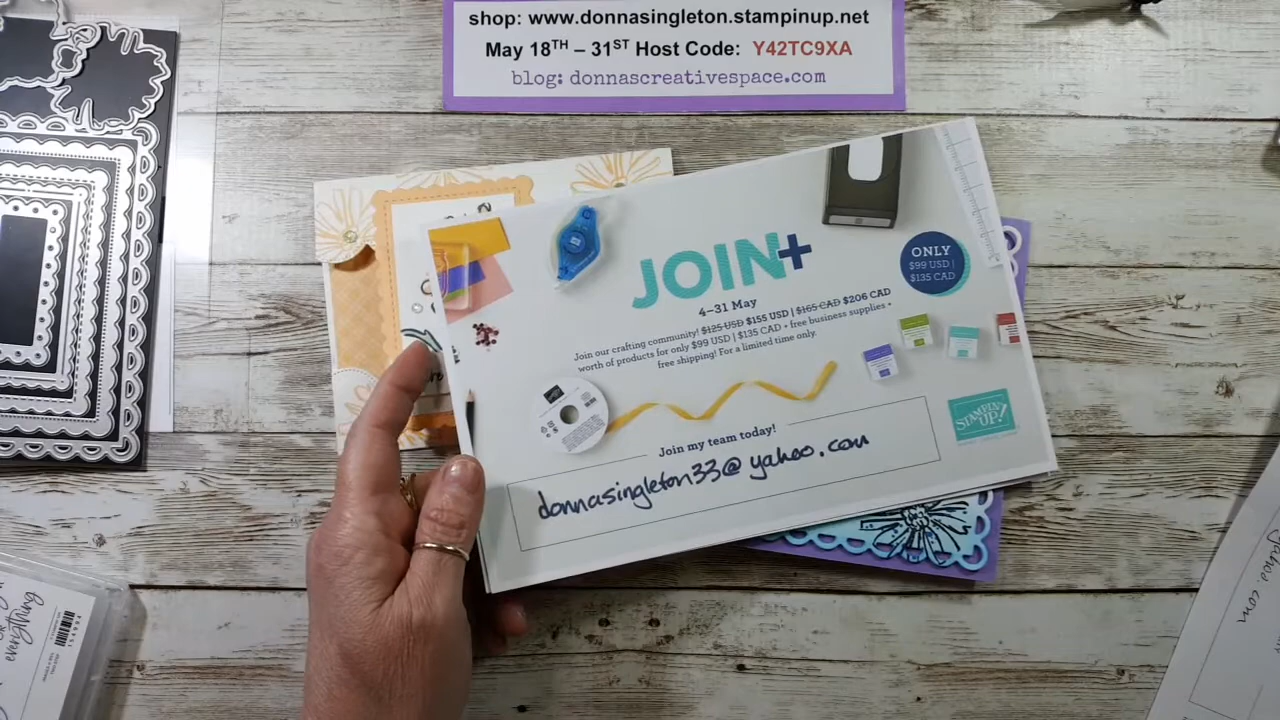 shop: www.donnasingleton.stampinup.net
May 18TH – 31ST Host Code: Y42TC9XA
blog: donnascreativespace.com
JOIN+
ONLY
$99 USD |
$135 CAD
4–31 May
Join our crafting community! $125 USD $155 USD | $165 CAD $206 CAD
worth of products for only $99 USD | $135 CAD + free business supplies +
free shipping! For a limited time only.
STAMPIN' UP!
Join my team today!
donnasingleton33@yahoo.com
everything